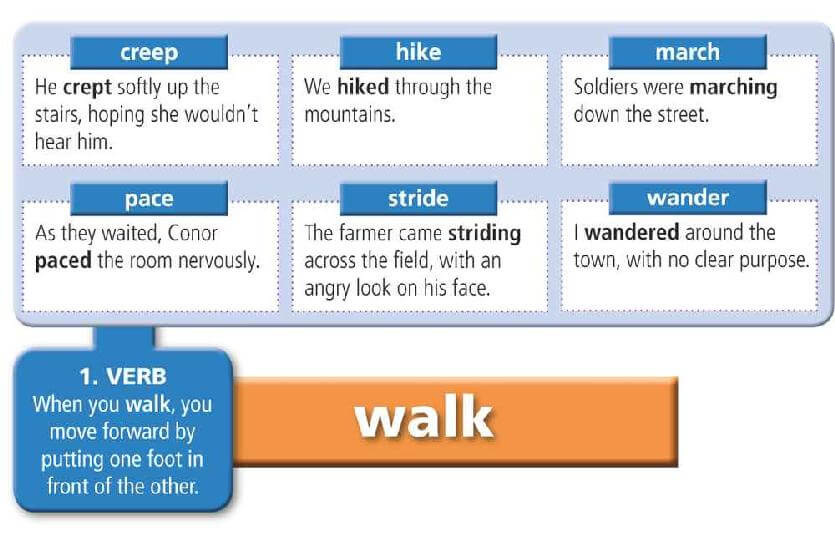 creep
He crept softly up the
stairs, hoping she wouldn't
hear him.
hike
We hiked through the
mountains.
march
Soldiers were marching
down the street.
pace
As they waited, Conor
paced the room nervously.
stride
The farmer came striding
across the field, with an
angry look on his face.
wander
I wandered around the
town, with no clear purpose.
1. VERB
When you walk, you
move forward by
putting one foot in
front of the other.
walk